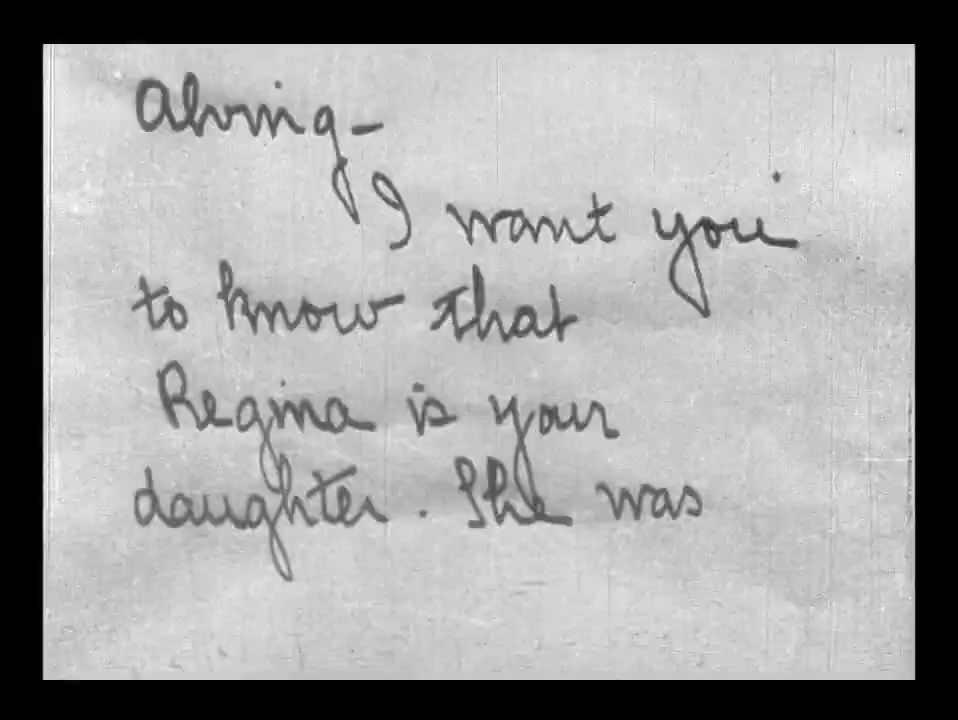 Alving-
I want you
to know that
Regina is your
daughter. She was